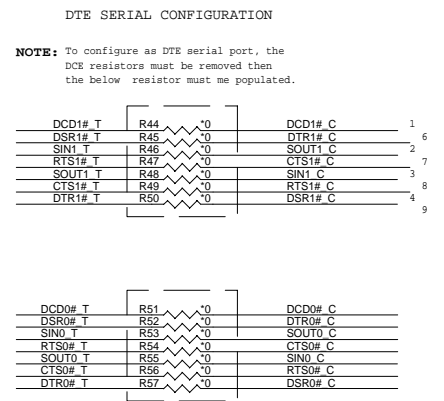 DTE SERIAL CONFIGURATION
NOTE: To configure as DTE serial port, the
DCE resistors must be removed then
the below resistor must me populated.
DCD1#_T R44 *0 DCD1#_C 1
DSR1#_T R45 *0 DTR1#_C 6
SIN1_T R46 *0 SOUT1_C 2
RTS1#_T R47 *0 CTS1#_C 7
SOUT1_T R48 *0 SIN1_C 3
CTS1#_T R49 *0 RTS1#_C 8
DTR1#_T R50 *0 DSR1#_C 4
9
DCD0#_T R51 *0 DCD0#_C
DSR0#_T R52 *0 DTR0#_C
SIN0_T R53 *0 SOUT0_C
RTS0#_T R54 *0 CTS0#_C
SOUT0_T R55 *0 SIN0_C
CTS0#_T R56 *0 RTS0#_C
DTR0#_T R57 *0 DSR0#_C